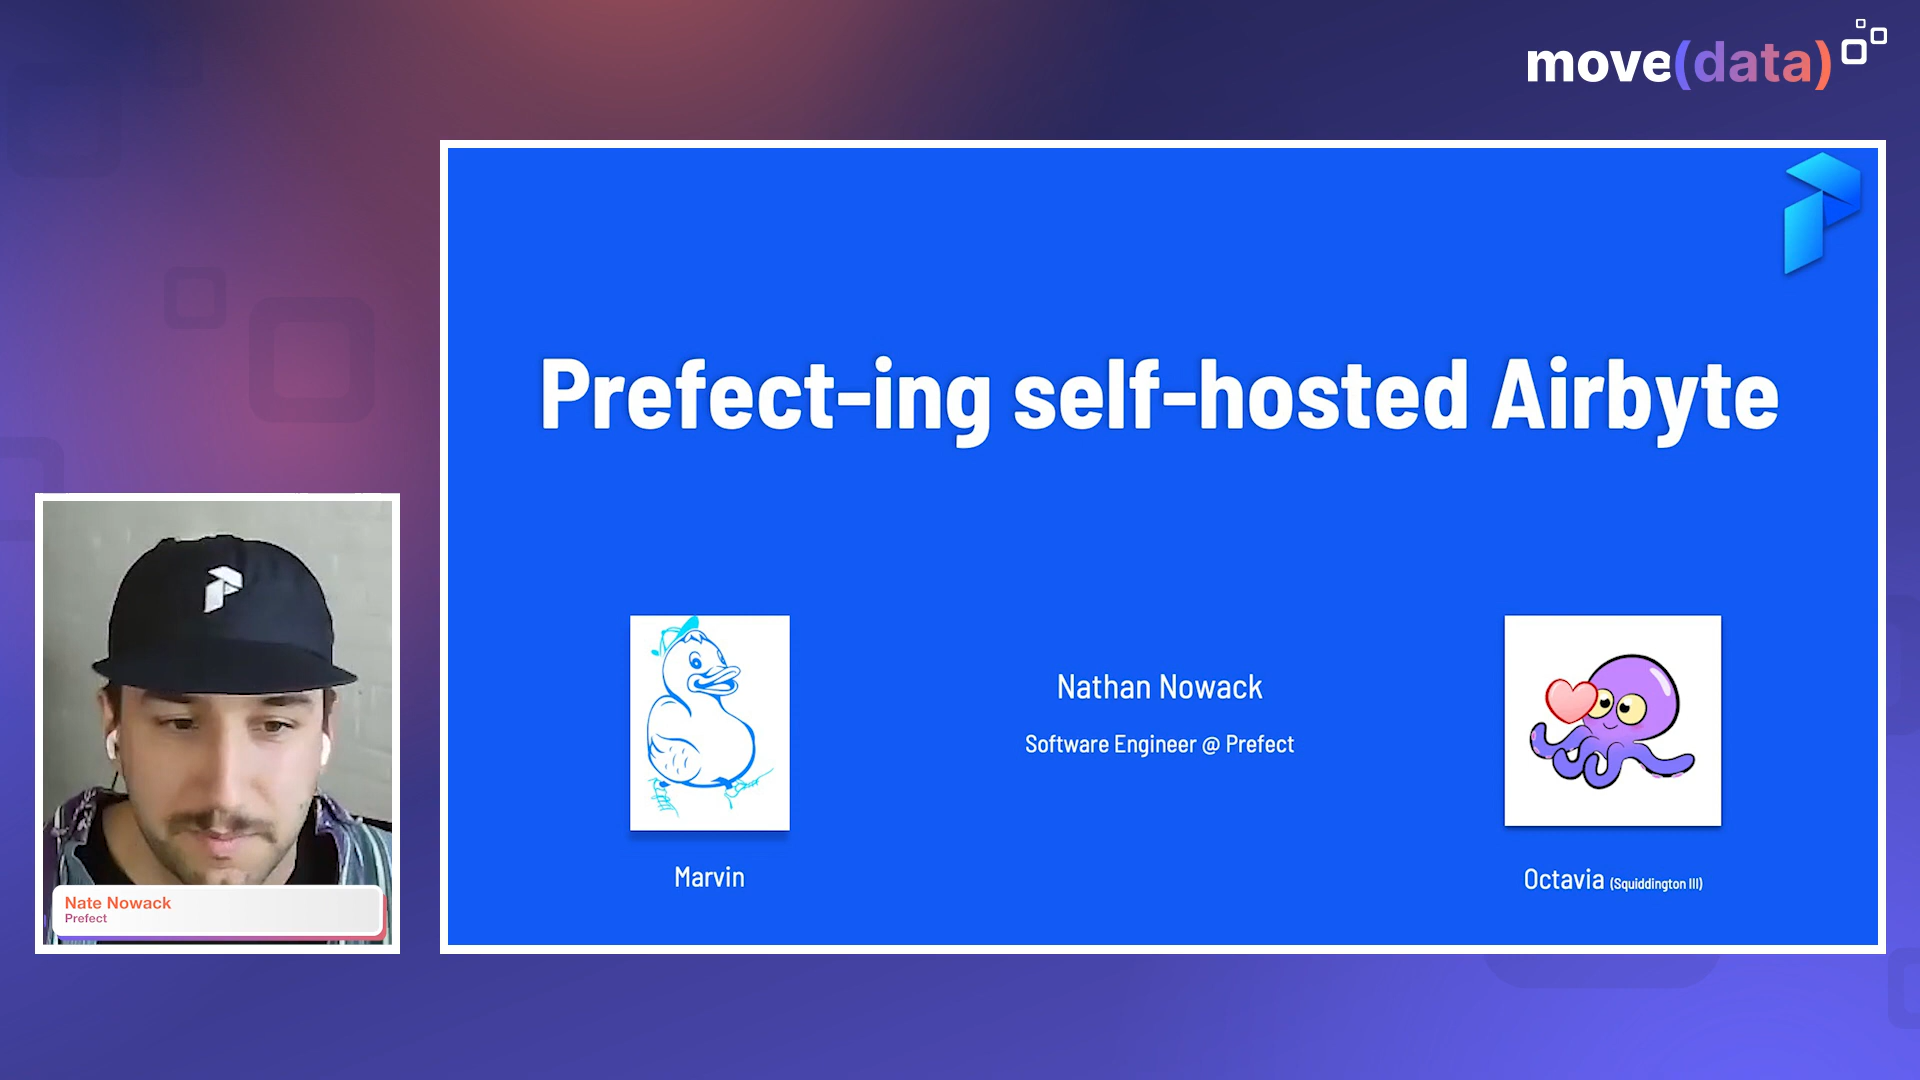 move(data)
Prefect-ing self-hosted Airbyte
Nathan Nowack
Software Engineer @ Prefect
Marvin
Octavia (Squiddington III)
Nate Nowack
Prefect